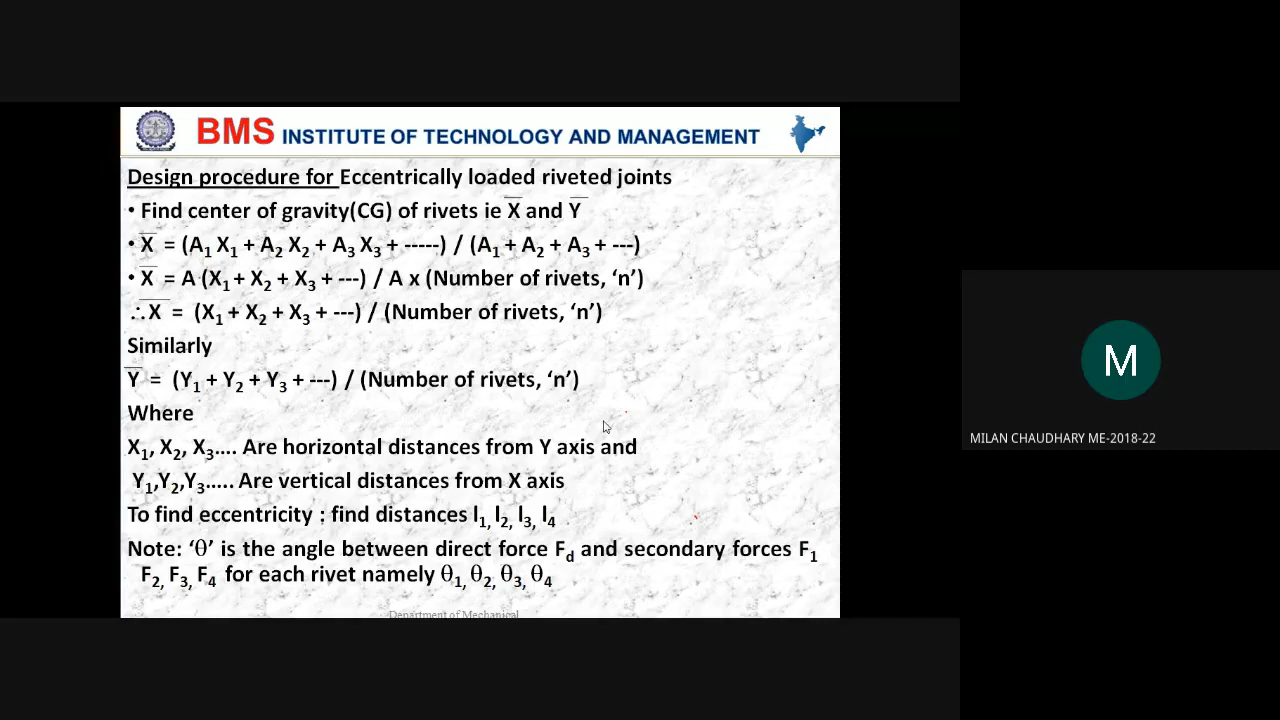 BMS INSTITUTE OF TECHNOLOGY AND MANAGEMENT
Design procedure for Eccentrically loaded riveted joints
• Find center of gravity(CG) of rivets ie X̅ and Y̅
• X̅ = (A₁ X₁ + A₂ X₂ + A₃ X₃ + -----) / (A₁ + A₂ + A₃ + ---)
• X̅ = A (X₁ + X₂ + X₃ + ---) / A x (Number of rivets, ‘n’)
∴X̅ = (X₁ + X₂ + X₃ + ---) / (Number of rivets, ‘n’)
Similarly
Y̅ = (Y₁ + Y₂ + Y₃ + ---) / (Number of rivets, ‘n’)
Where
X₁, X₂, X₃.... Are horizontal distances from Y axis and
Y₁,Y₂,Y₃..... Are vertical distances from X axis
To find eccentricity : find distances l₁, l₂, l₃, l₄
Note: ‘θ’ is the angle between direct force F_d and secondary forces F₁
F₂, F₃, F₄ for each rivet namely θ₁, θ₂, θ₃, θ₄
Department of Mechanical
M
MILAN CHAUDHARY ME-2018-22